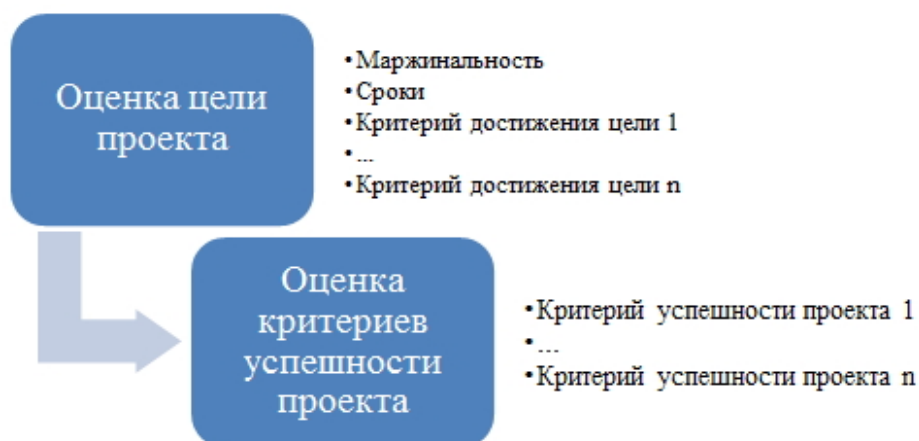 Оценка цели
проекта
•Маржинальность
•Сроки
•Критерий достижения цели 1
•...
•Критерий достижения цели n
Оценка
критериев
успешности
проекта
•Критерий успешности проекта 1
•...
•Критерий успешности проекта n